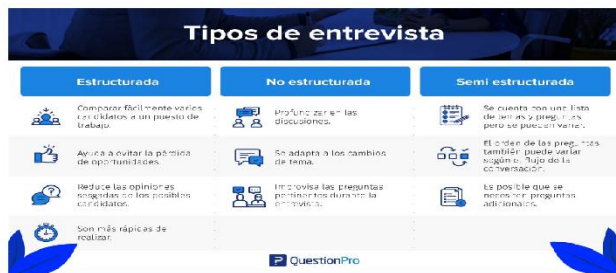 Tipos de entrevista
Estructurada
No estructurada
Semi estructurada
Comparar fácilmente varios
candidatos a un puesto de
trabajo.
Ayuda a evitar la pérdida
de oportunidades.
Reduce las opiniones
sesgadas de los posibles
candidatos.
Son más rápidas de
realizar.
Profundizar en las
discusiones.
Se adapta a los cambios
de tema.
Improvisa las preguntas
pertinentes durante la
entrevista.
Se cuenta con una lista
de temas y preguntas
pero se pueden variar.
El orden de las preguntas
también puede variar
según el flujo de la
conversación.
Es posible que se
necesiten preguntas
adicionales.
QuestionPro